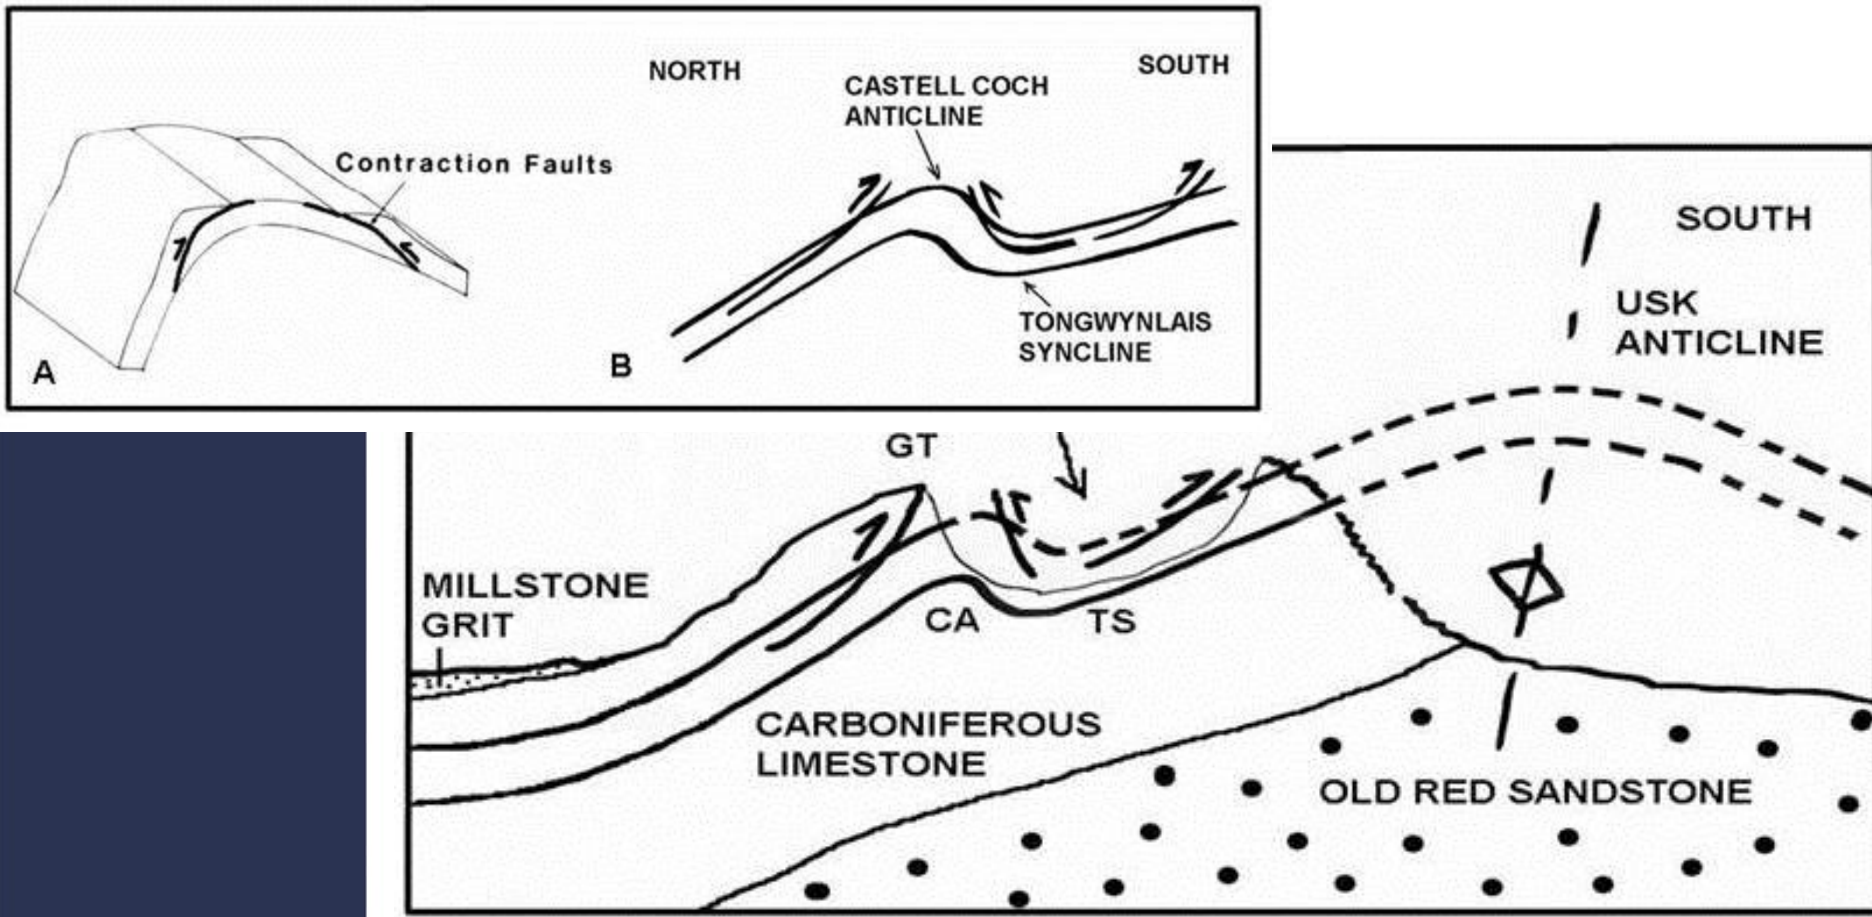 NORTH
SOUTH
CASTELL COCH
ANTICLINE
Contraction Faults
TONGWYNLAIS
SYNCLINE
A
B
SOUTH
USK
ANTICLINE
GT
MILLSTONE
GRIT
CA
TS
CARBONIFEROUS
LIMESTONE
OLD RED SANDSTONE